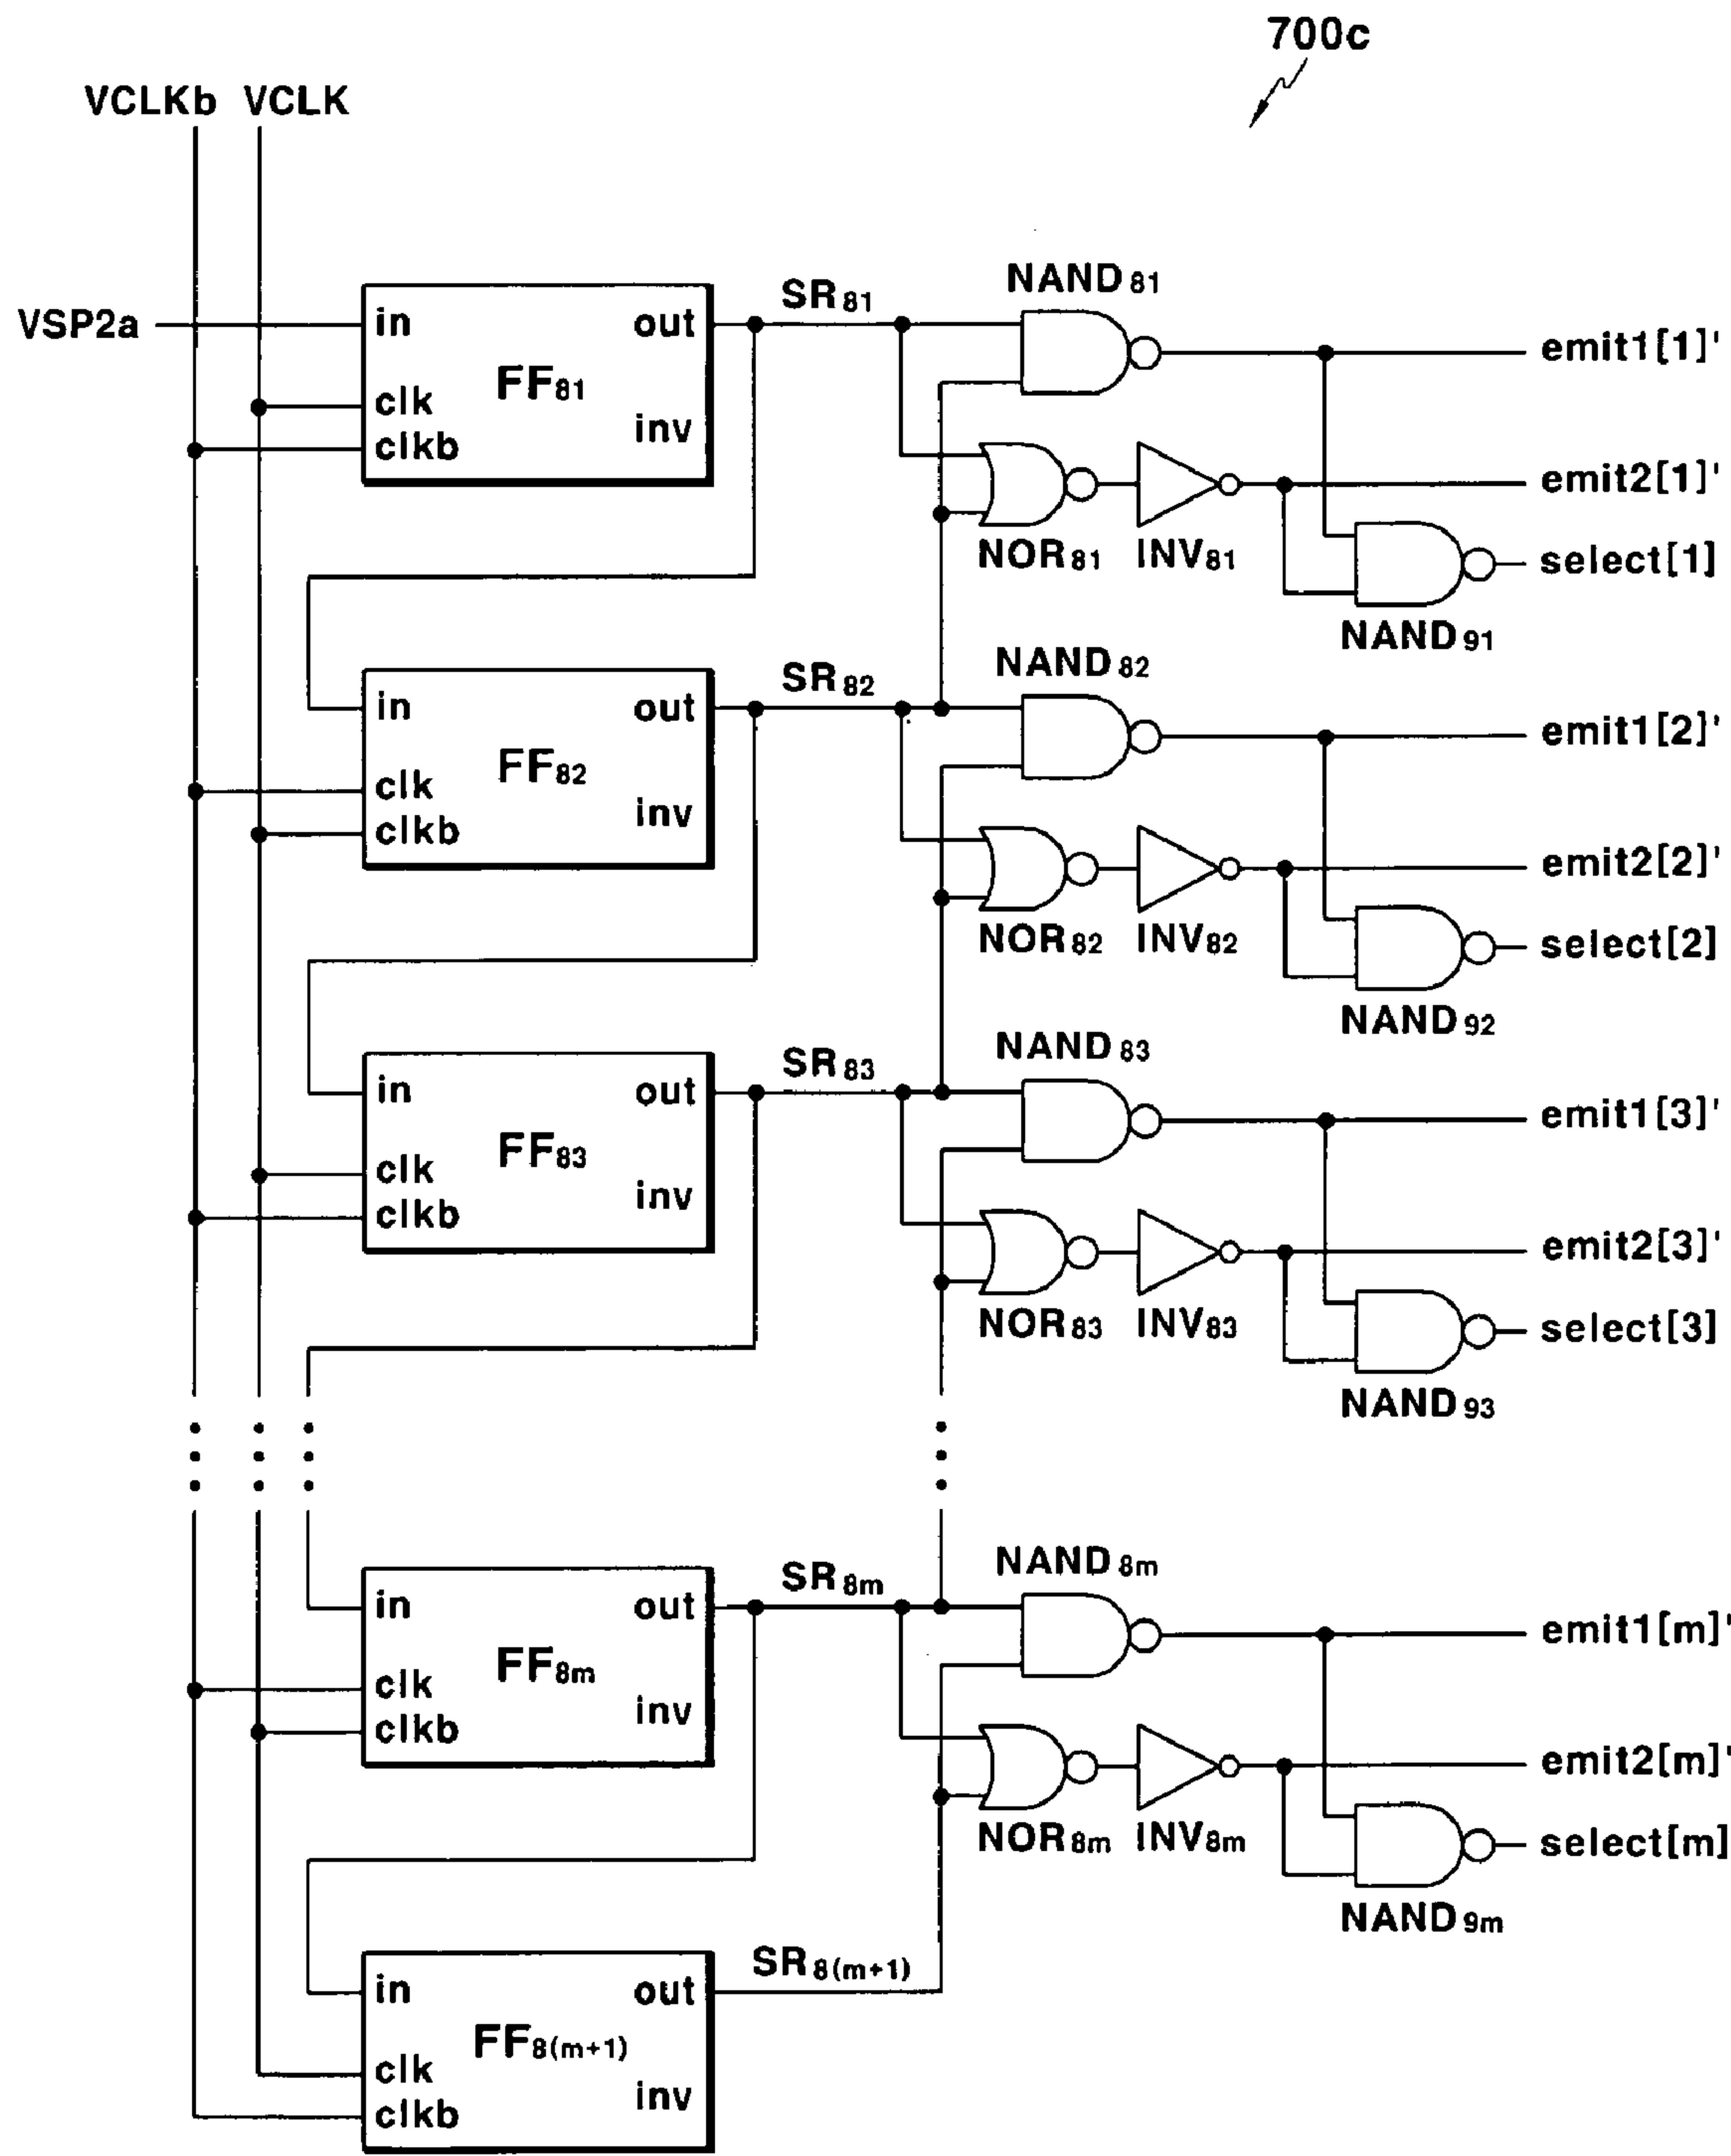 700c
VCLKb VCLK
VSP2a
in out
FF81
clk
clkb
inv
SR81
NAND81
emit1[1]'
emit2[1]'
NOR81 INV81
select[1]
NAND91
in out
FF82
clk
clkb
inv
SR82
NAND82
emit1[2]'
emit2[2]'
NOR82 INV82
select[2]
NAND92
in out
FF83
clk
clkb
inv
SR83
NAND83
emit1[3]'
emit2[3]'
NOR83 INV83
select[3]
NAND93
in out
FF8m
clk
clkb
inv
SR8m
NAND8m
emit1[m]'
emit2[m]'
NOR8m INV8m
select[m]
NAND9m
SR8(m+1)
in out
FF8(m+1)
clk
clkb
inv